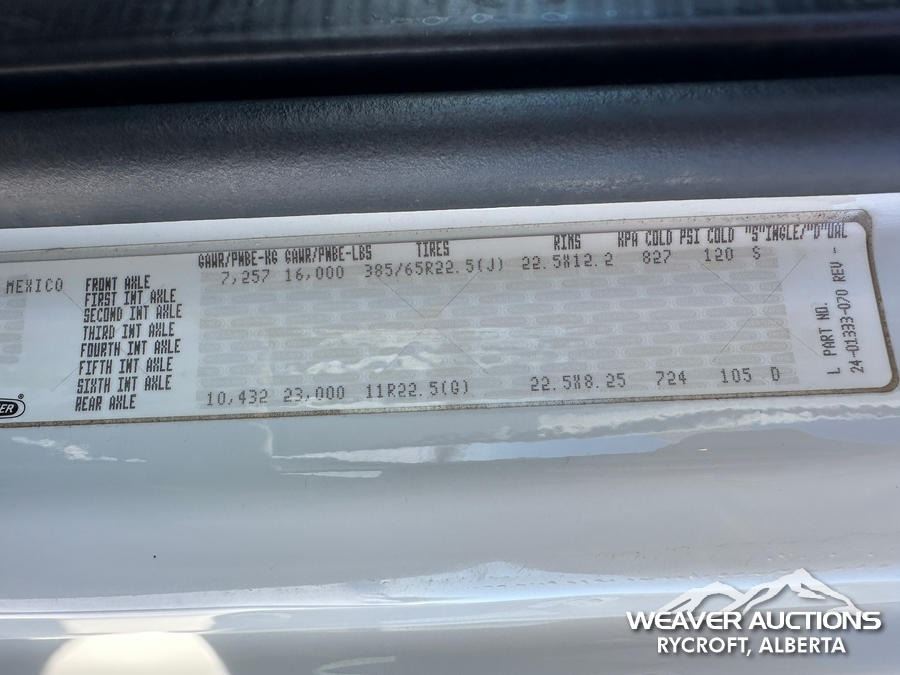 GAWR/PNBE-KG GAWR/PNBE-LBS TIRES RIMS KPA COLD PSI COLD "S"INGLE/"D"UAL
MEXICO FRONT AXLE 7,257 16,000 385/65R22.5(J) 22.5X12.2 827 120 S
FIRST INT AXLE
SECOND INT AXLE
THIRD INT AXLE
FOURTH INT AXLE
FIFTH INT AXLE
SIXTH INT AXLE
REAR AXLE 10,432 23,000 11R22.5(G) 22.5X8.25 724 105 D
L PART NO.
24-01333-070 REV -
WEAVER AUCTIONS
RYCROFT, ALBERTA